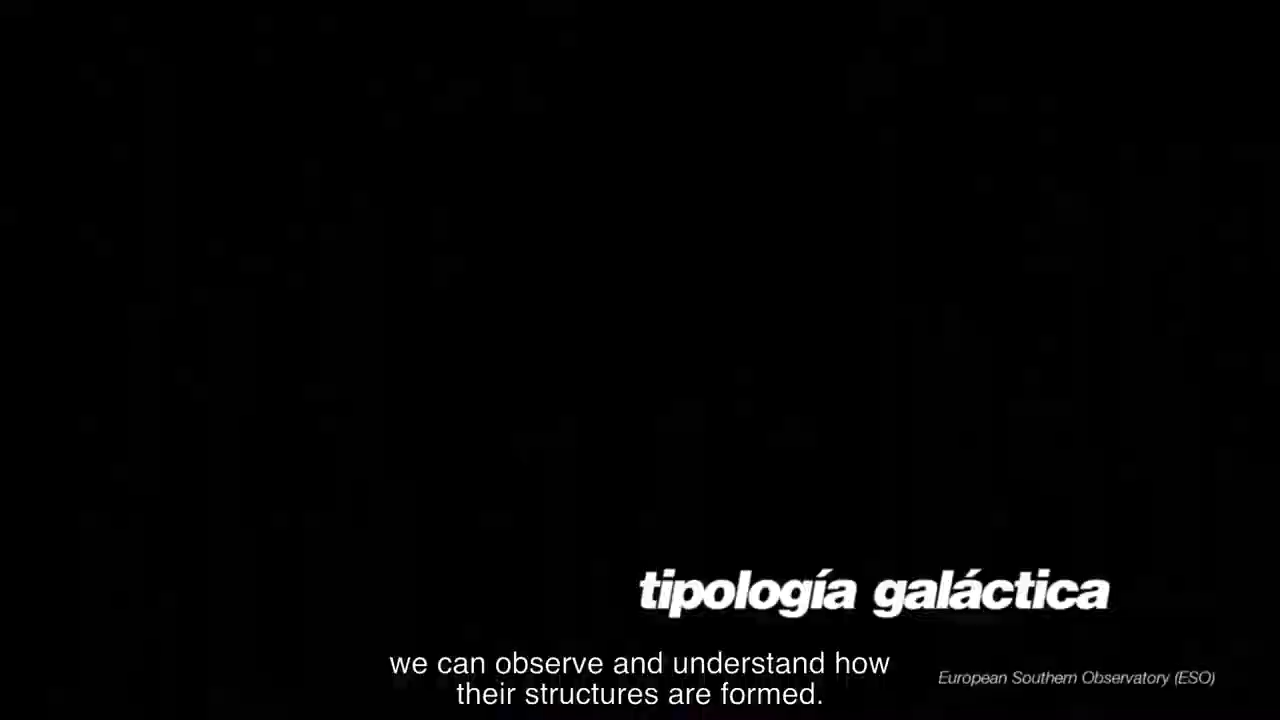 tipología galáctica
we can observe and understand how
their structures are formed.
European Southern Observatory (ESO)